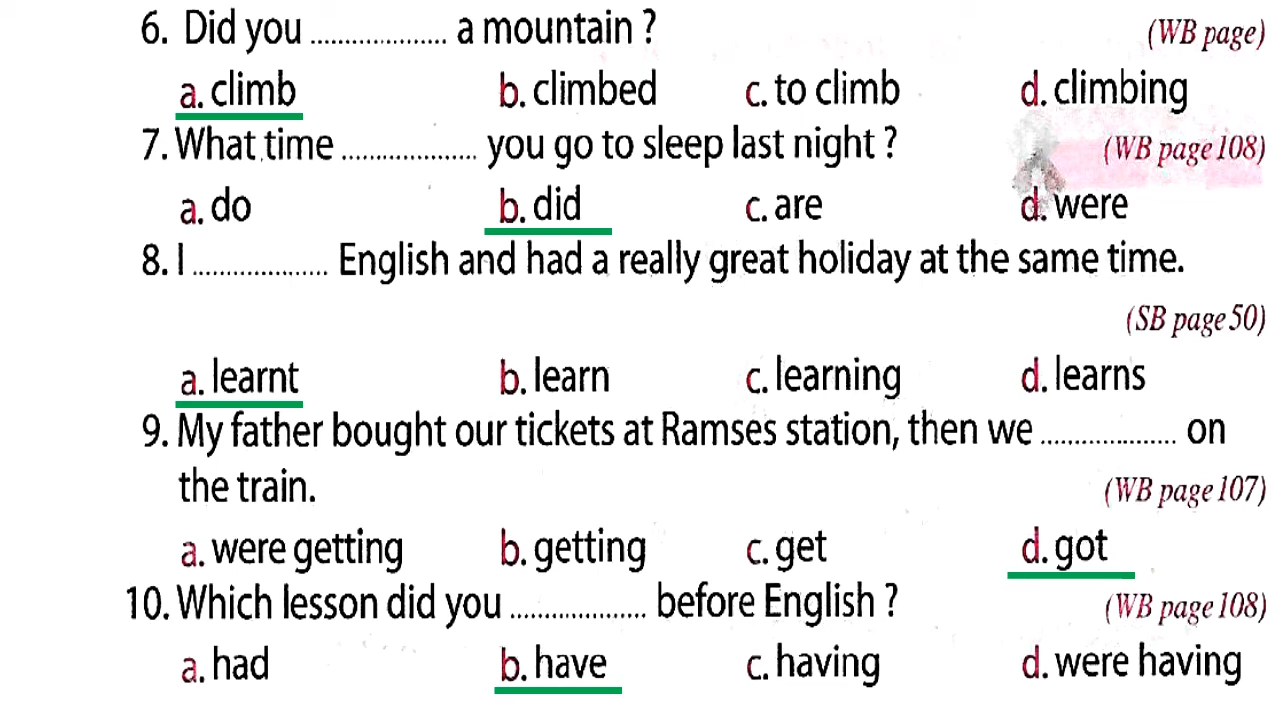 6. Did you .................... a mountain ? (WB page)
a. climb b. climbed c. to climb d. climbing
7. What time .................... you go to sleep last night ? (WB page 108)
a. do b. did c. are d. were
8. I .................... English and had a really great holiday at the same time.
(SB page 50)
a. learnt b. learn c. learning d. learns
9. My father bought our tickets at Ramses station, then we .................... on
the train. (WB page 107)
a. were getting b. getting c. get d. got
10. Which lesson did you .................... before English ? (WB page 108)
a. had b. have c. having d. were having